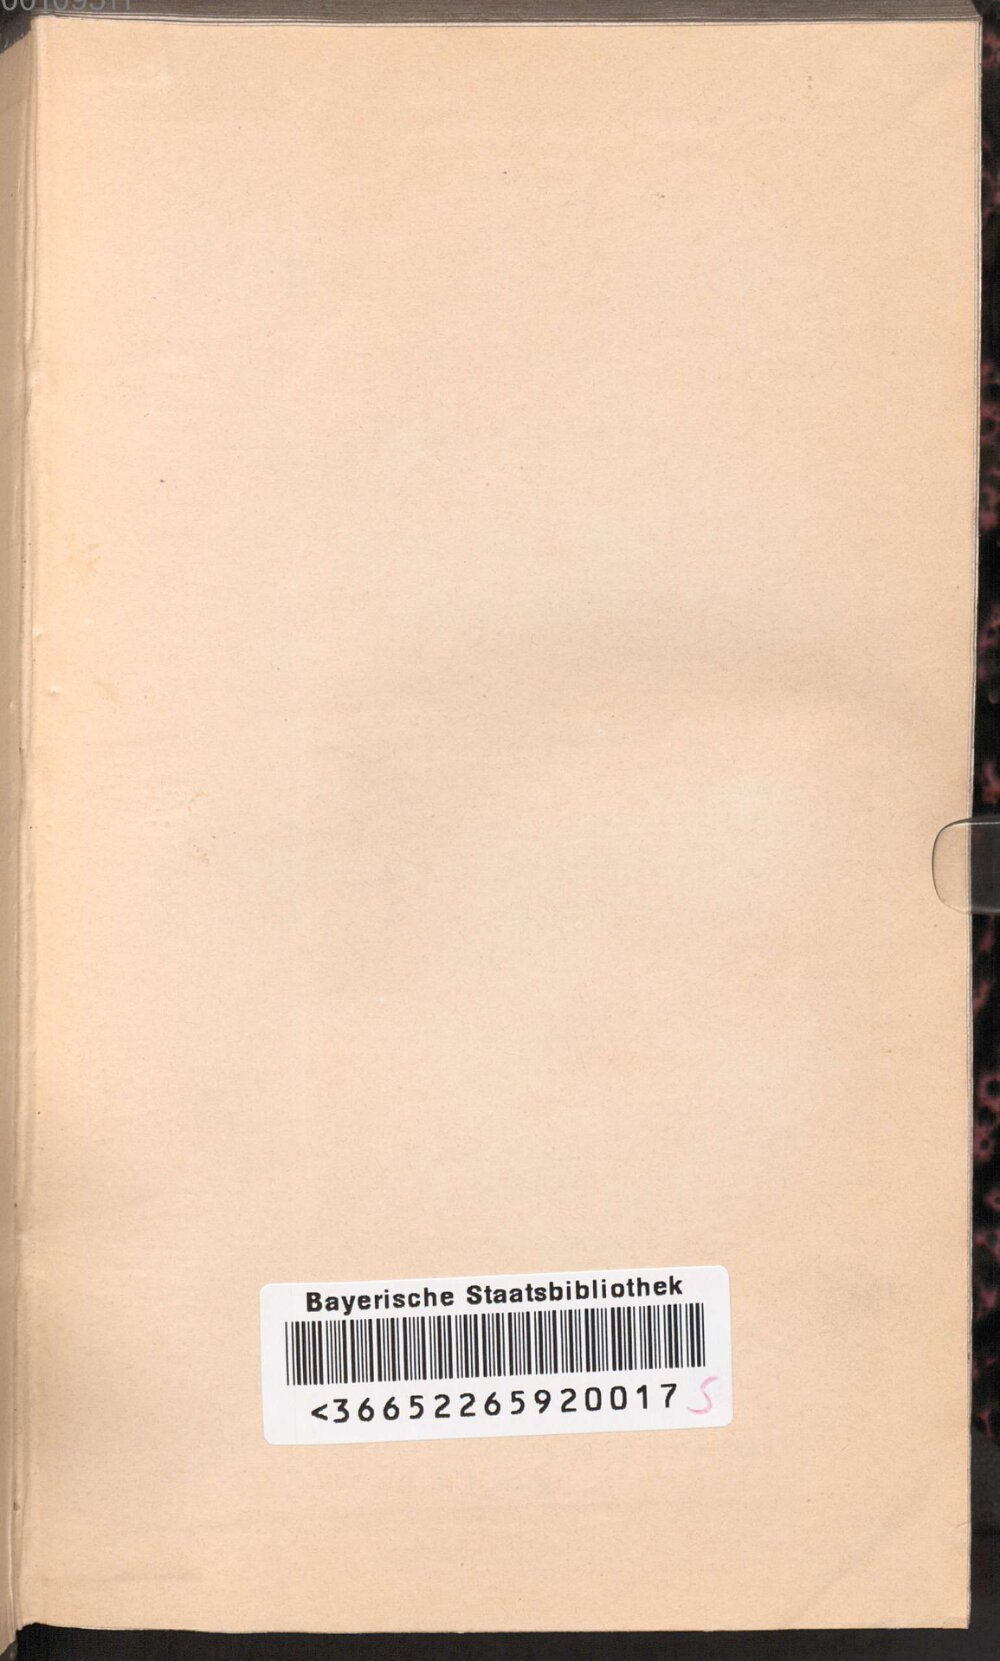 Bayerische Staatsbibliothek
<36652265920017 S